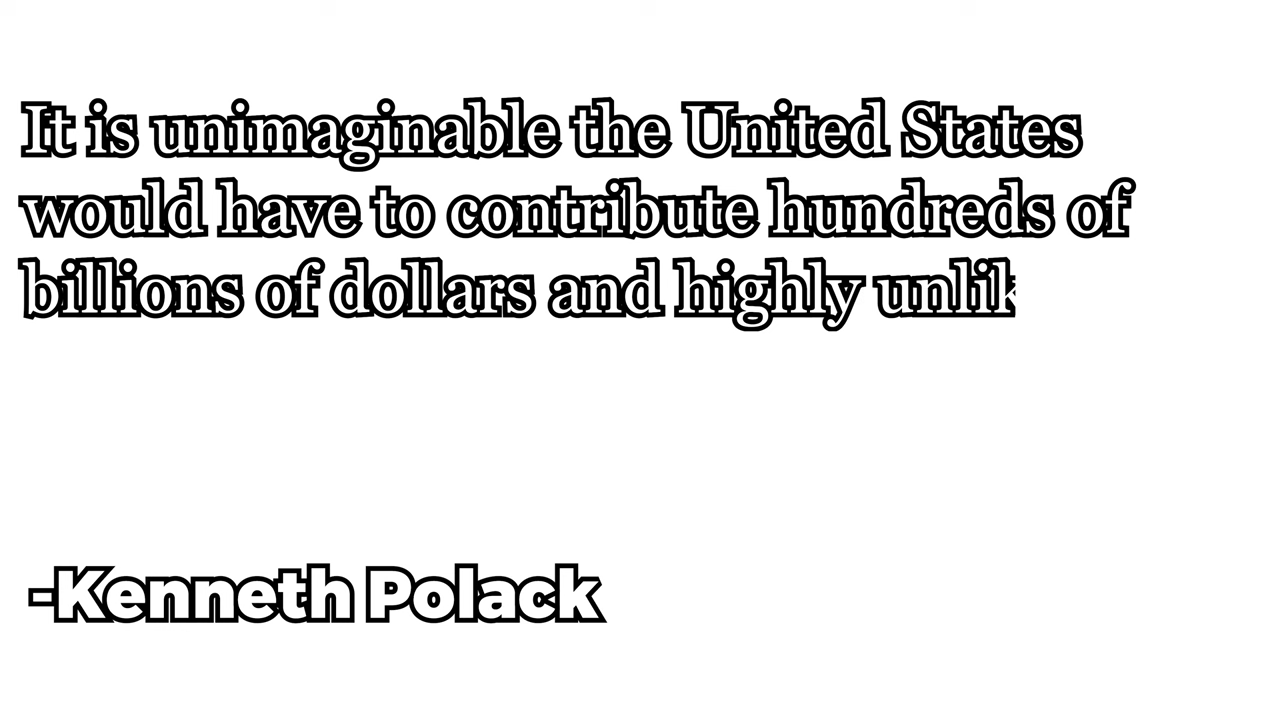 It is unimaginable the United States
would have to contribute hundreds of
billions of dollars and highly unlik
-Kenneth Polack